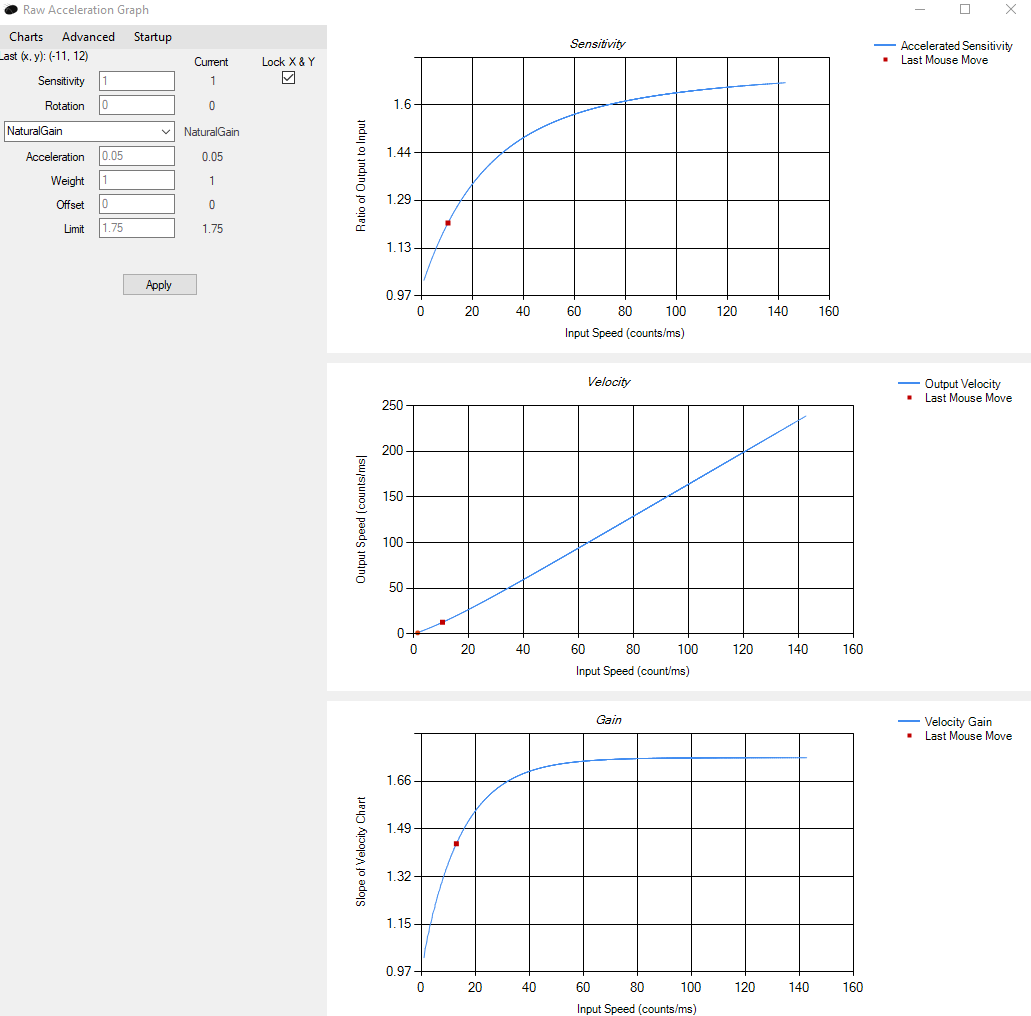 Raw Acceleration Graph
Charts Advanced Startup
Last (x, y): (-11, 12)
Current Lock X & Y
Sensitivity 1 1
Rotation 0 0
NaturalGain NaturalGain
Acceleration 0.05 0.05
Weight 1 1
Offset 0 0
Limit 1.75 1.75
Apply
Sensitivity
Accelerated Sensitivity
Last Mouse Move
Ratio of Output to Input
1.6
1.44
1.29
1.13
0.97
0 20 40 60 80 100 120 140 160
Input Speed (counts/ms)
Velocity
Output Velocity
Last Mouse Move
Output Speed (counts/ms)
250
200
150
100
50
0
0 20 40 60 80 100 120 140 160
Input Speed (count/ms)
Gain
Velocity Gain
Last Mouse Move
Slope of Velocity Chart
1.66
1.49
1.32
1.15
0.97
0 20 40 60 80 100 120 140 160
Input Speed (counts/ms)